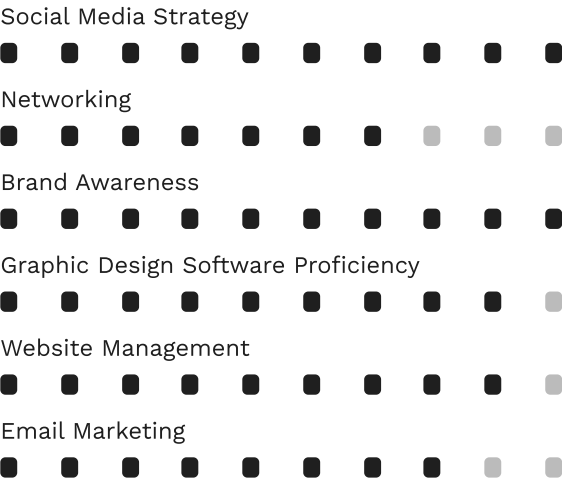 Social Media Strategy
Networking
Brand Awareness
Graphic Design Software Proficiency
Website Management
Email Marketing